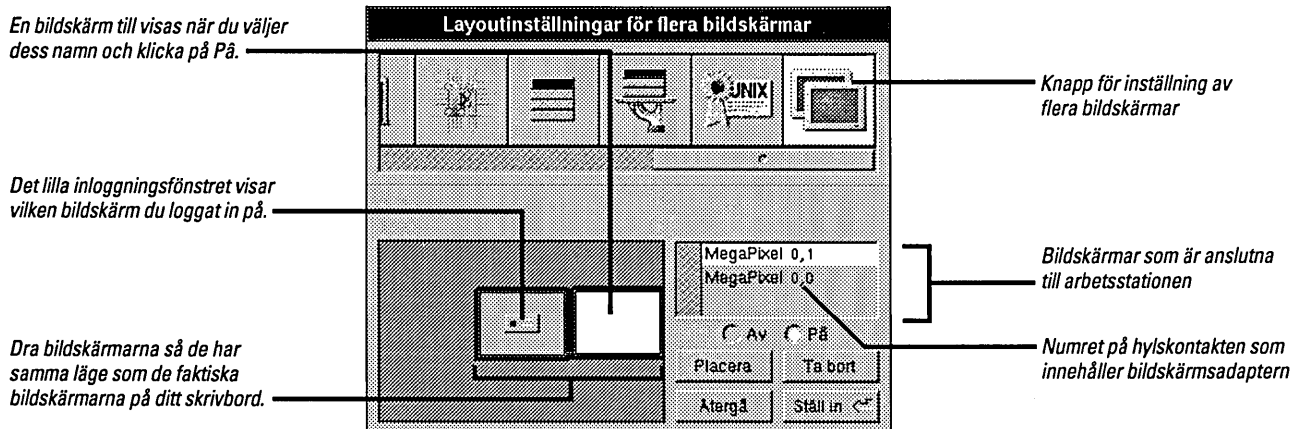 En bildskärm till visas när du väljer
dess namn och klicka på På.
Det lilla inloggningsfönstret visar
vilken bildskärm du loggat in på.
Dra bildskärmarna så de har
samma läge som de faktiska
bildskärmarna på ditt skrivbord.
Layoutinställningar för flera bildskärmar
UNIX
MegaPixel 0,1
MegaPixel 0,0
Av På
Placera Ta bort
Återgå Ställ in
Knapp för inställning av
flera bildskärmar
Bildskärmar som är anslutna
till arbetsstationen
Numret på hylskontakten som
innehåller bildskärmsadaptern